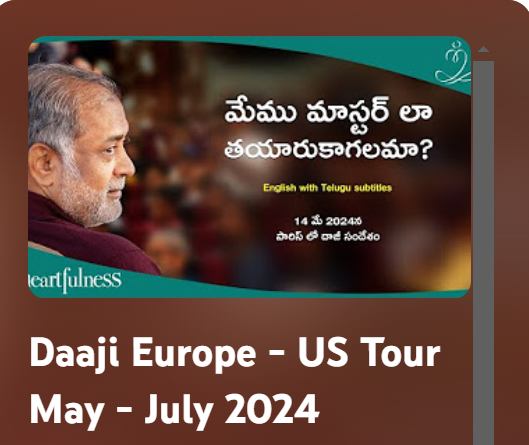 మేము మాస్టర్ లా
తయారుకాగలమా?
English with Telugu subtitles
14 మే 2024న
పారిస్ లో దాజీ సందేశం
eartfulness
Daaji Europe - US Tour
May - July 2024